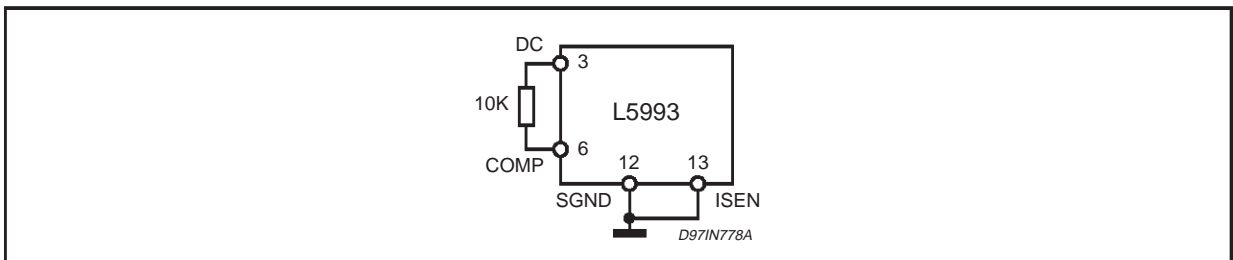 DC
3
10K
L5993
6
COMP
12
13
SGND
ISEN
D97IN778A